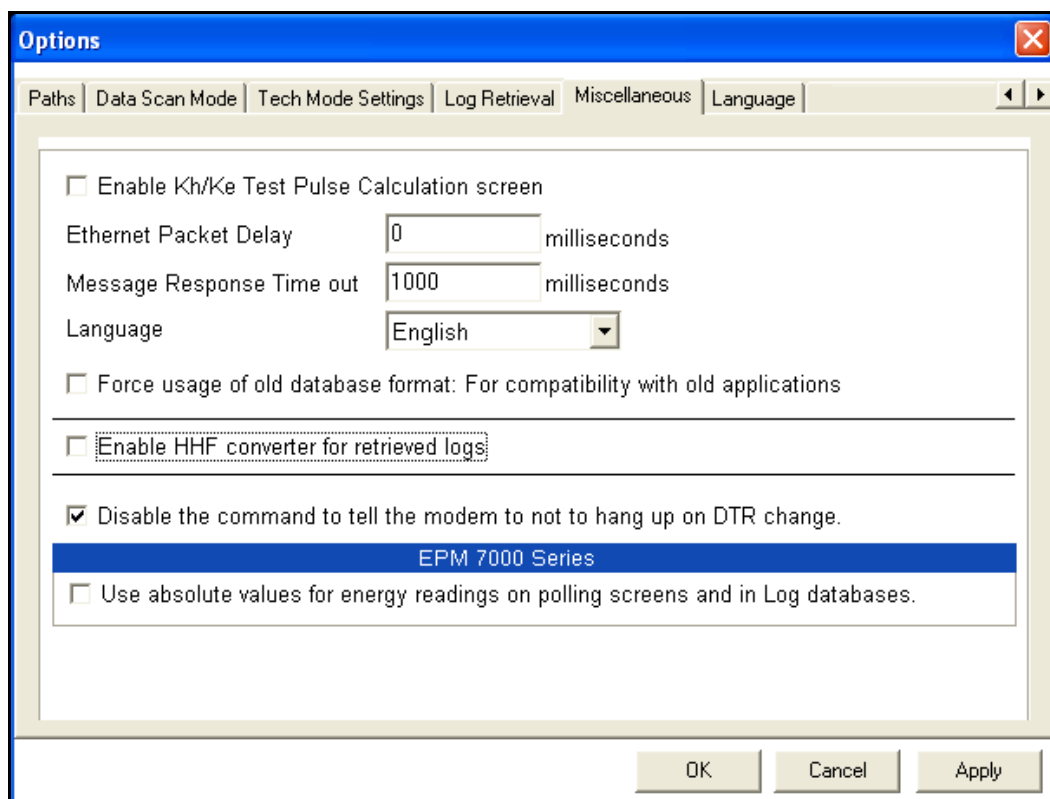 Options
Paths Data Scan Mode Tech Mode Settings Log Retrieval Miscellaneous Language
Enable Kh/Ke Test Pulse Calculation screen
Ethernet Packet Delay 0 milliseconds
Message Response Time out 1000 milliseconds
Language English
Force usage of old database format: For compatibility with old applications
Enable HHF converter for retrieved logs
Disable the command to tell the modem to not to hang up on DTR change.
EPM 7000 Series
Use absolute values for energy readings on polling screens and in Log databases.
OK Cancel Apply